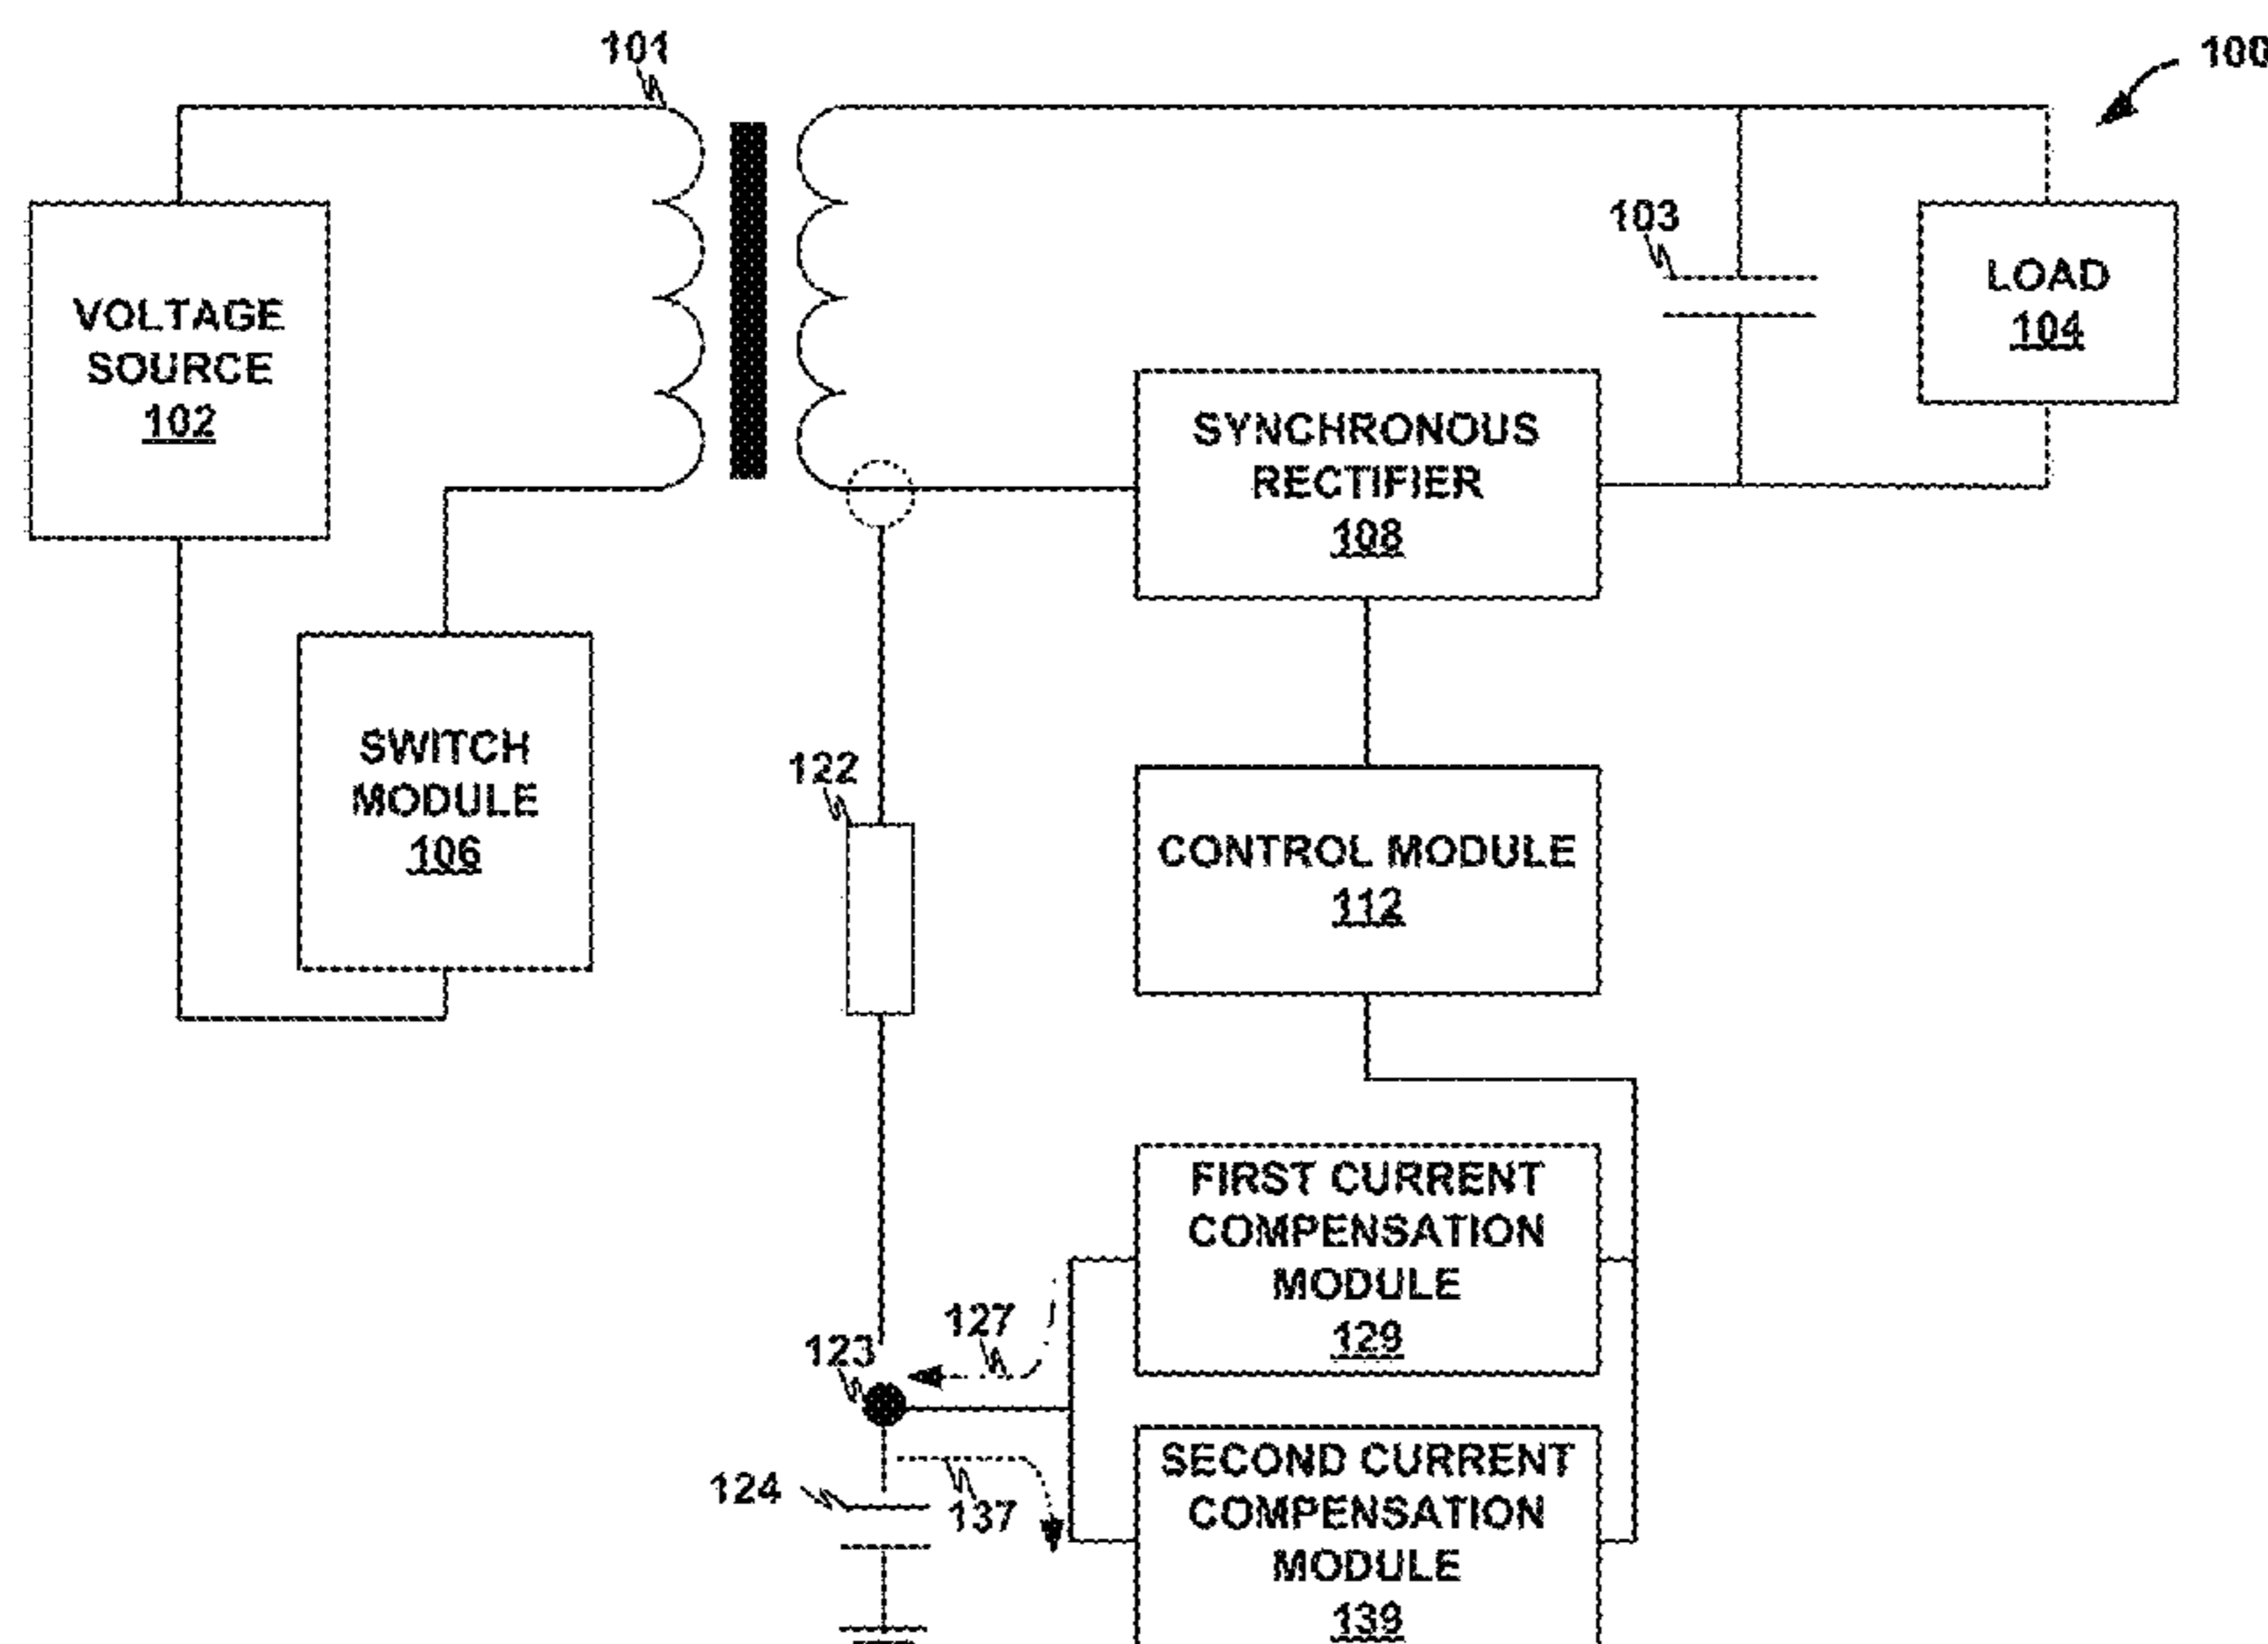 101
100
VOLTAGE
SOURCE
102
103
LOAD
104
SYNCHRONOUS
RECTIFIER
108
SWITCH
MODULE
106
122
CONTROL MODULE
112
FIRST CURRENT
COMPENSATION
MODULE
129
127
123
124
137
SECOND CURRENT
COMPENSATION
MODULE
139